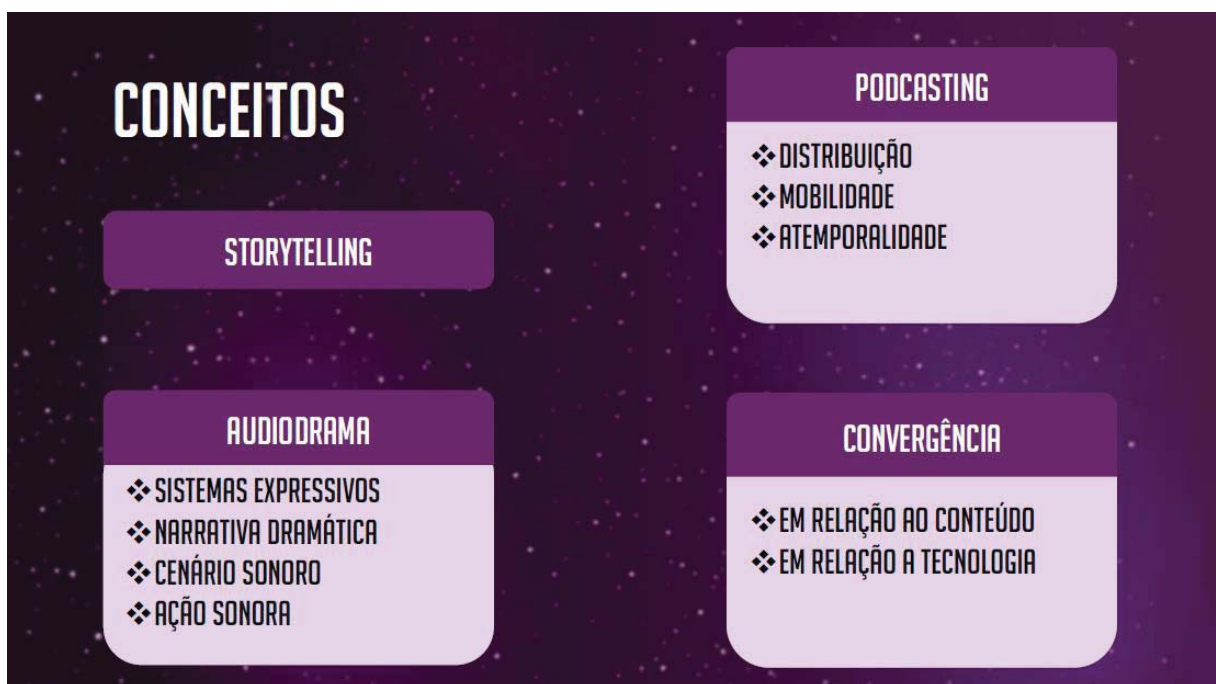 CONCEITOS
STORYTELLING
AUDIODRAMA
❖ SISTEMAS EXPRESSIVOS
❖ NARRATIVA DRAMÁTICA
❖ CENÁRIO SONORO
❖ AÇÃO SONORA
PODCASTING
❖ DISTRIBUIÇÃO
❖ MOBILIDADE
❖ ATEMPORALIDADE
CONVERGÊNCIA
❖ EM RELAÇÃO AO CONTEÚDO
❖ EM RELAÇÃO A TECNOLOGIA